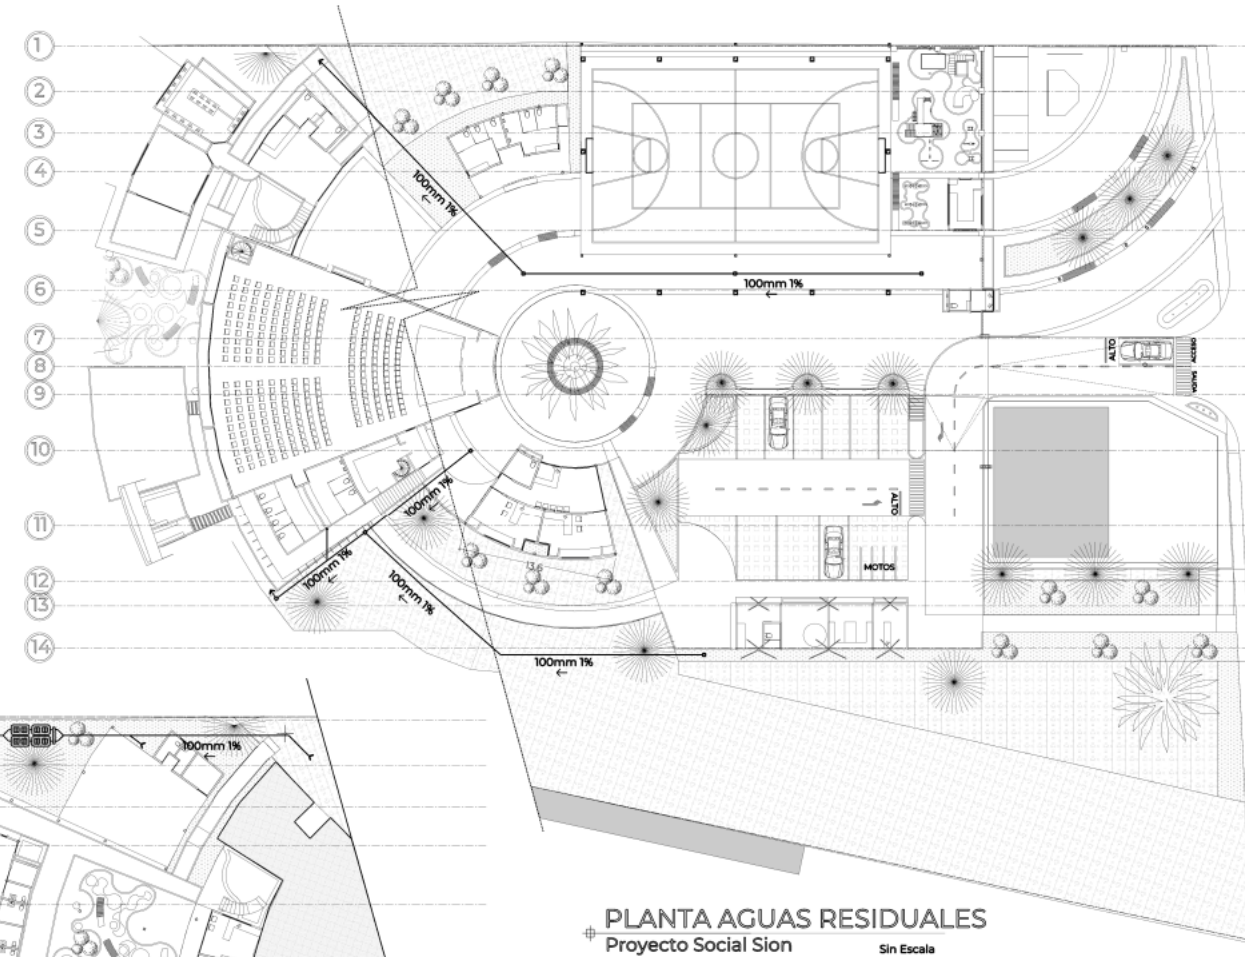 1
2
3
4
5
6
7
8
9
10
11
12
13
14
100mm 1%
100mm 1%
ALTO
ACCESO
SALIDA
100mm 1%
ALTO
100mm 1%
13.6
MOTOS
100mm 1%
100mm 1%
100mm 1%
PLANTA AGUAS RESIDUALES
Proyecto Social Sion
Sin Escala